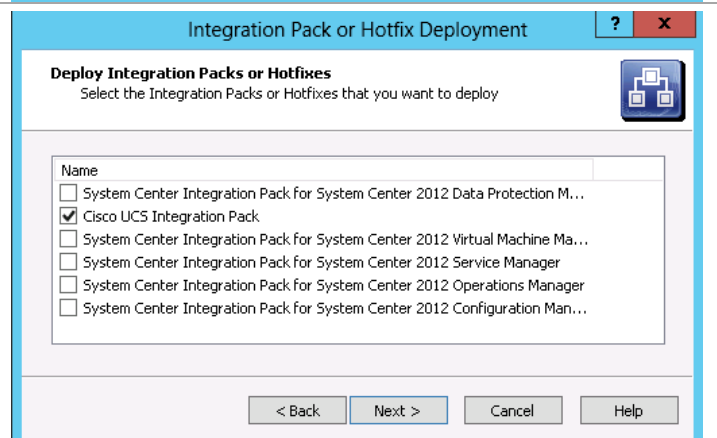 Integration Pack or Hotfix Deployment
? x
Deploy Integration Packs or Hotfixes
Select the Integration Packs or Hotfixes that you want to deploy
Name
System Center Integration Pack for System Center 2012 Data Protection M...
Cisco UCS Integration Pack
System Center Integration Pack for System Center 2012 Virtual Machine Ma...
System Center Integration Pack for System Center 2012 Service Manager
System Center Integration Pack for System Center 2012 Operations Manager
System Center Integration Pack for System Center 2012 Configuration Man...
< Back Next > Cancel Help